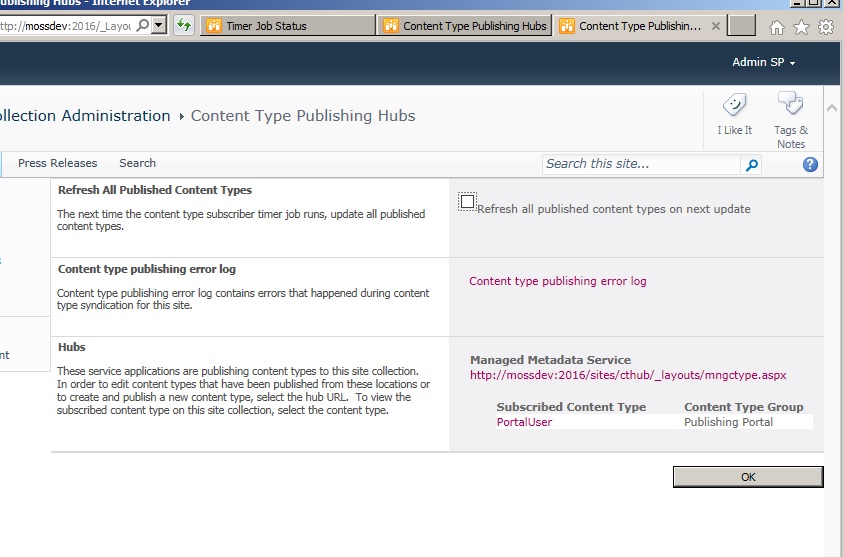 ublishing Hubs - Internet Explorer
ttp://mossdev:2016/_Layou
Timer Job Status
Content Type Publishing Hubs
Content Type Publishin...
Admin SP
ollection Administration ▸ Content Type Publishing Hubs
I Like It
Tags &
Notes
Press Releases
Search
Search this site...
Refresh All Published Content Types
The next time the content type subscriber timer job runs, update all published
content types.
Refresh all published content types on next update
Content type publishing error log
Content type publishing error log contains errors that happened during content
type syndication for this site.
Content type publishing error log
nt
Hubs
These service applications are publishing content types to this site collection.
In order to edit content types that have been published from these locations or
to create and publish a new content type, select the hub URL. To view the
subscribed content type on this site collection, select the content type.
Managed Metadata Service
http://mossdev:2016/sites/cthub/_layouts/mngctype.aspx
Subscribed Content Type
Content Type Group
PortalUser
Publishing Portal
OK